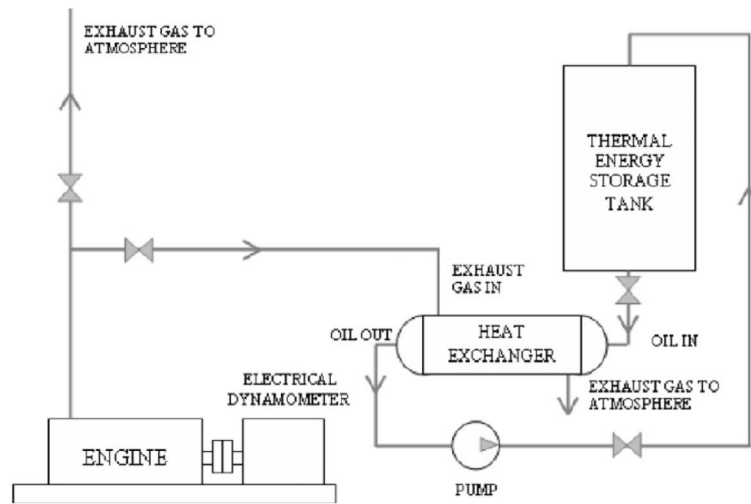 EXHAUST GAS TO
ATMOSPHERE
THERMAL
ENERGY
STORAGE
TANK
EXHAUST
GAS IN
OIL OUT
HEAT
EXCHANGER
OIL IN
ELECTRICAL
DYNAMOMETER
EXHAUST GAS TO
ATMOSPHERE
ENGINE
PUMP